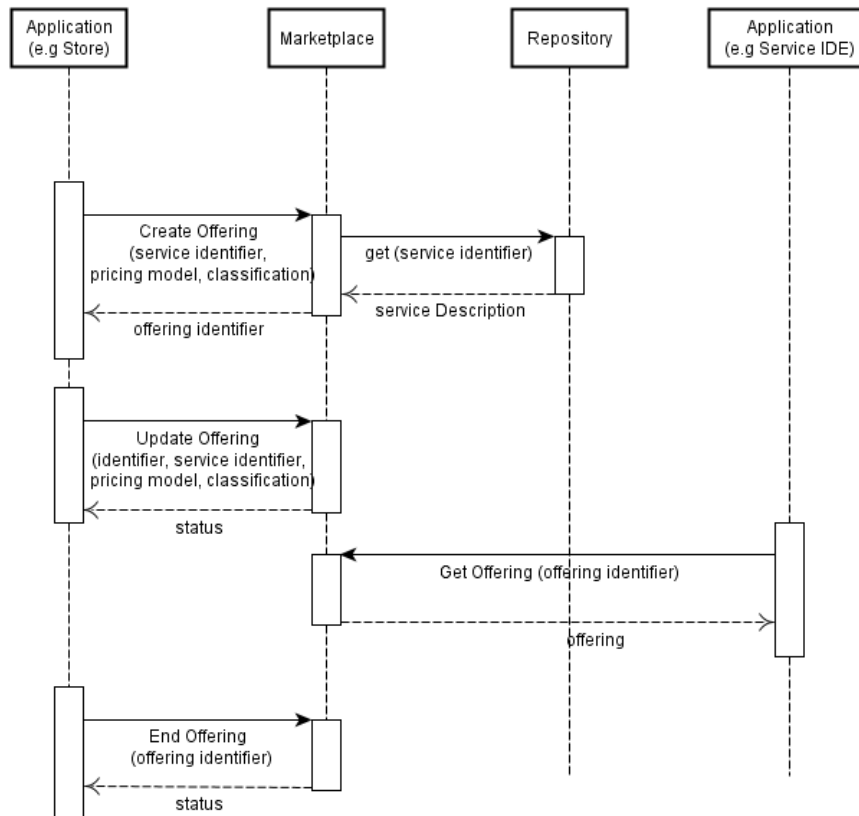 Application
(e.g Store)
Marketplace
Repository
Application
(e.g Service IDE)
Create Offering
(service identifier,
pricing model, classification)
get (service identifier)
service Description
offering identifier
Update Offering
(identifier, service identifier,
pricing model, classification)
status
Get Offering (offering identifier)
offering
End Offering
(offering identifier)
status